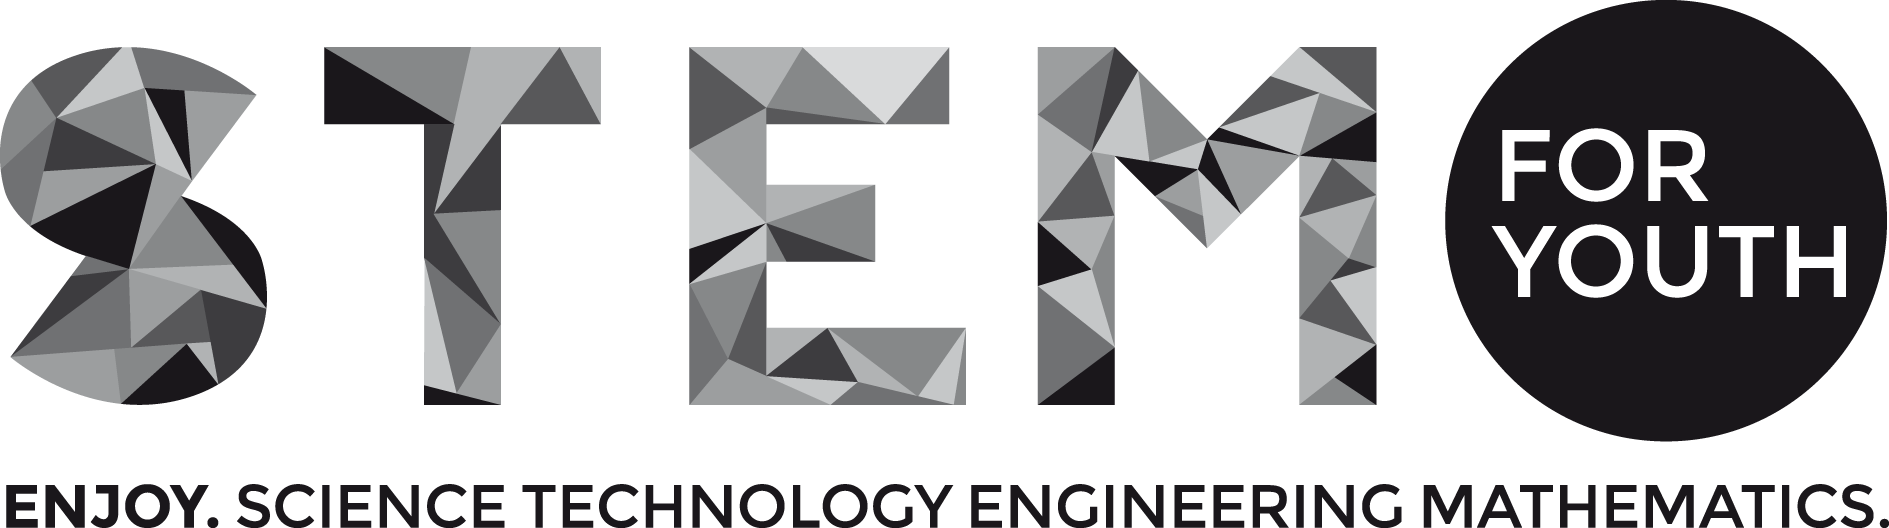 STEM
FOR
YOUTH
ENJOY. SCIENCE TECHNOLOGY ENGINEERING MATHEMATICS.